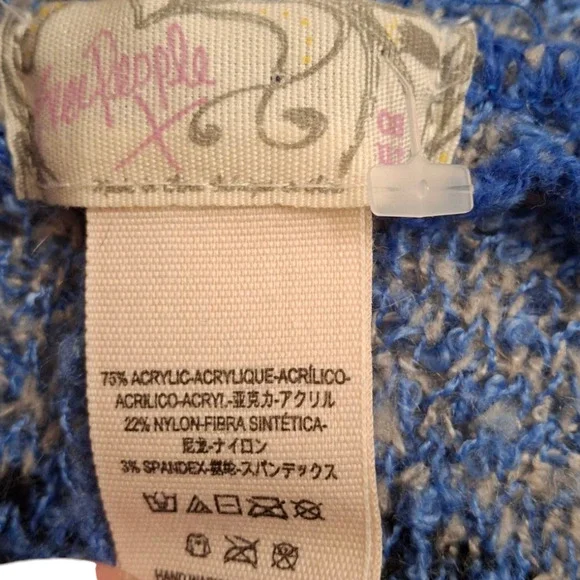 Free People
75% ACRYLIC-ACRYLIQUE-ACRÍLICO-
ACRILICO-ACRYL-亚克力-アクリル
22% NYLON-FIBRA SINTÉTICA-
尼龙-ナイロン
3% SPANDEX-氨纶-スパンデックス
HAND